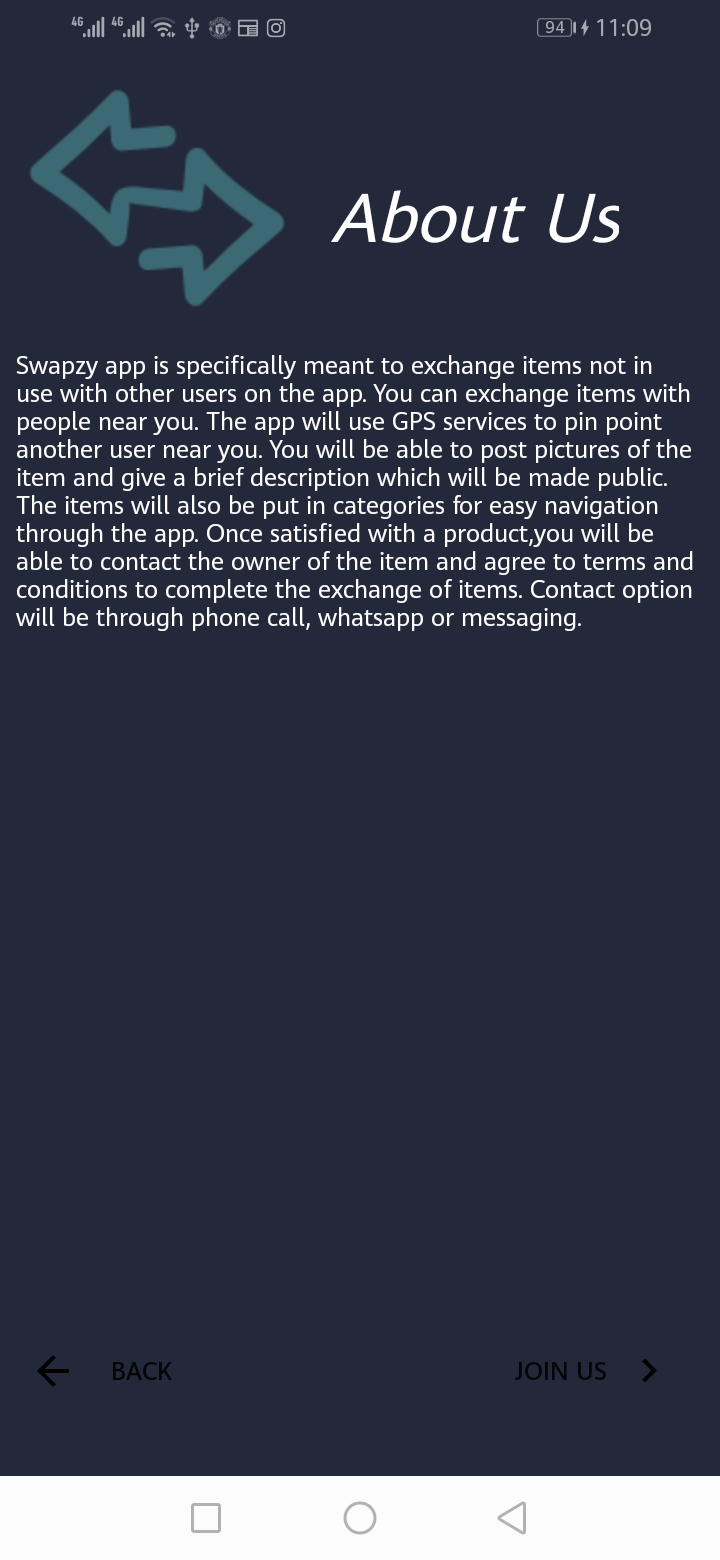 4G 4G 94 11:09
About Us
Swapzy app is specifically meant to exchange items not in
use with other users on the app. You can exchange items with
people near you. The app will use GPS services to pin point
another user near you. You will be able to post pictures of the
item and give a brief description which will be made public.
The items will also be put in categories for easy navigation
through the app. Once satisfied with a product,you will be
able to contact the owner of the item and agree to terms and
conditions to complete the exchange of items. Contact option
will be through phone call, whatsapp or messaging.
BACK JOIN US